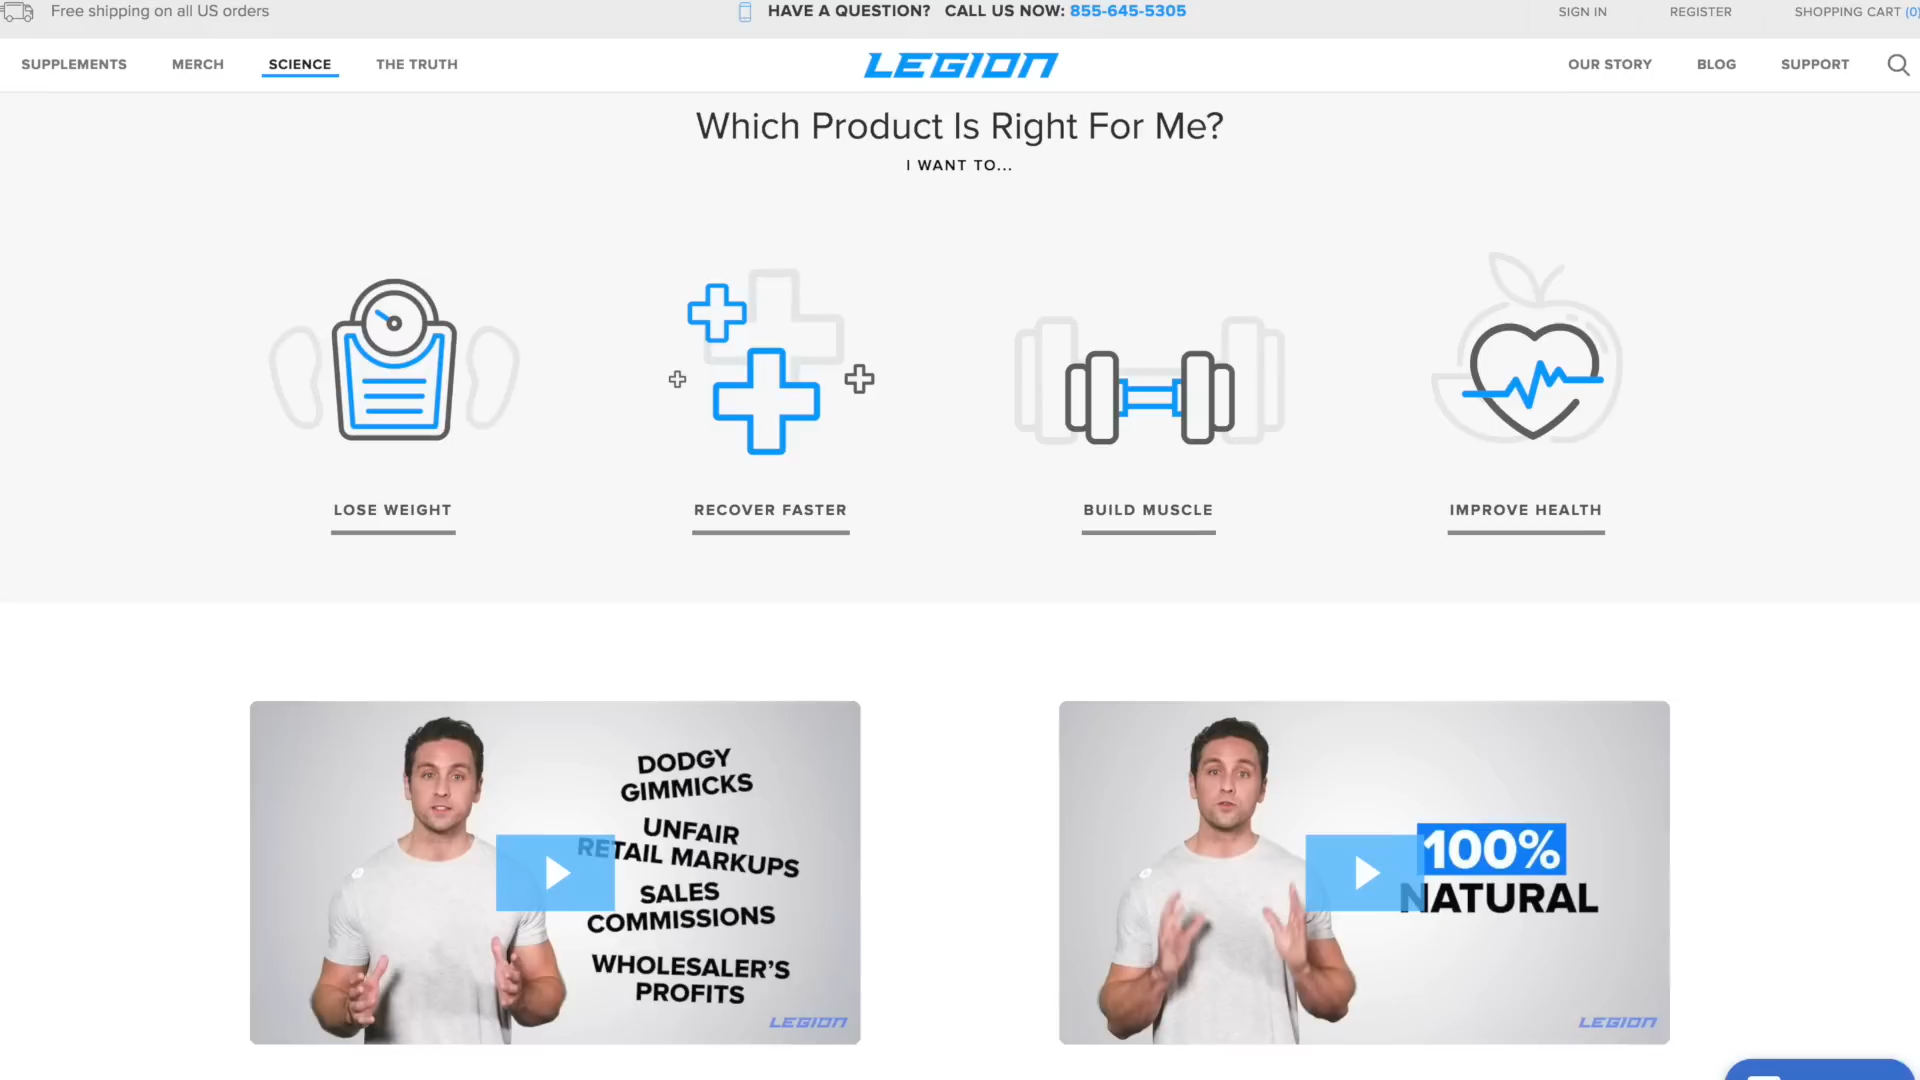 Free shipping on all US orders
HAVE A QUESTION? CALL US NOW: 855-645-5305
SIGN IN
REGISTER
SHOPPING CART (0)
SUPPLEMENTS
MERCH
SCIENCE
THE TRUTH
LEGION
OUR STORY
BLOG
SUPPORT
Which Product Is Right For Me?
I WANT TO...
LOSE WEIGHT
RECOVER FASTER
BUILD MUSCLE
IMPROVE HEALTH
DODGY
GIMMICKS
UNFAIR
RETAIL MARKUPS
SALES
COMMISSIONS
WHOLESALER'S
PROFITS
LEGION
100%
NATURAL
LEGION